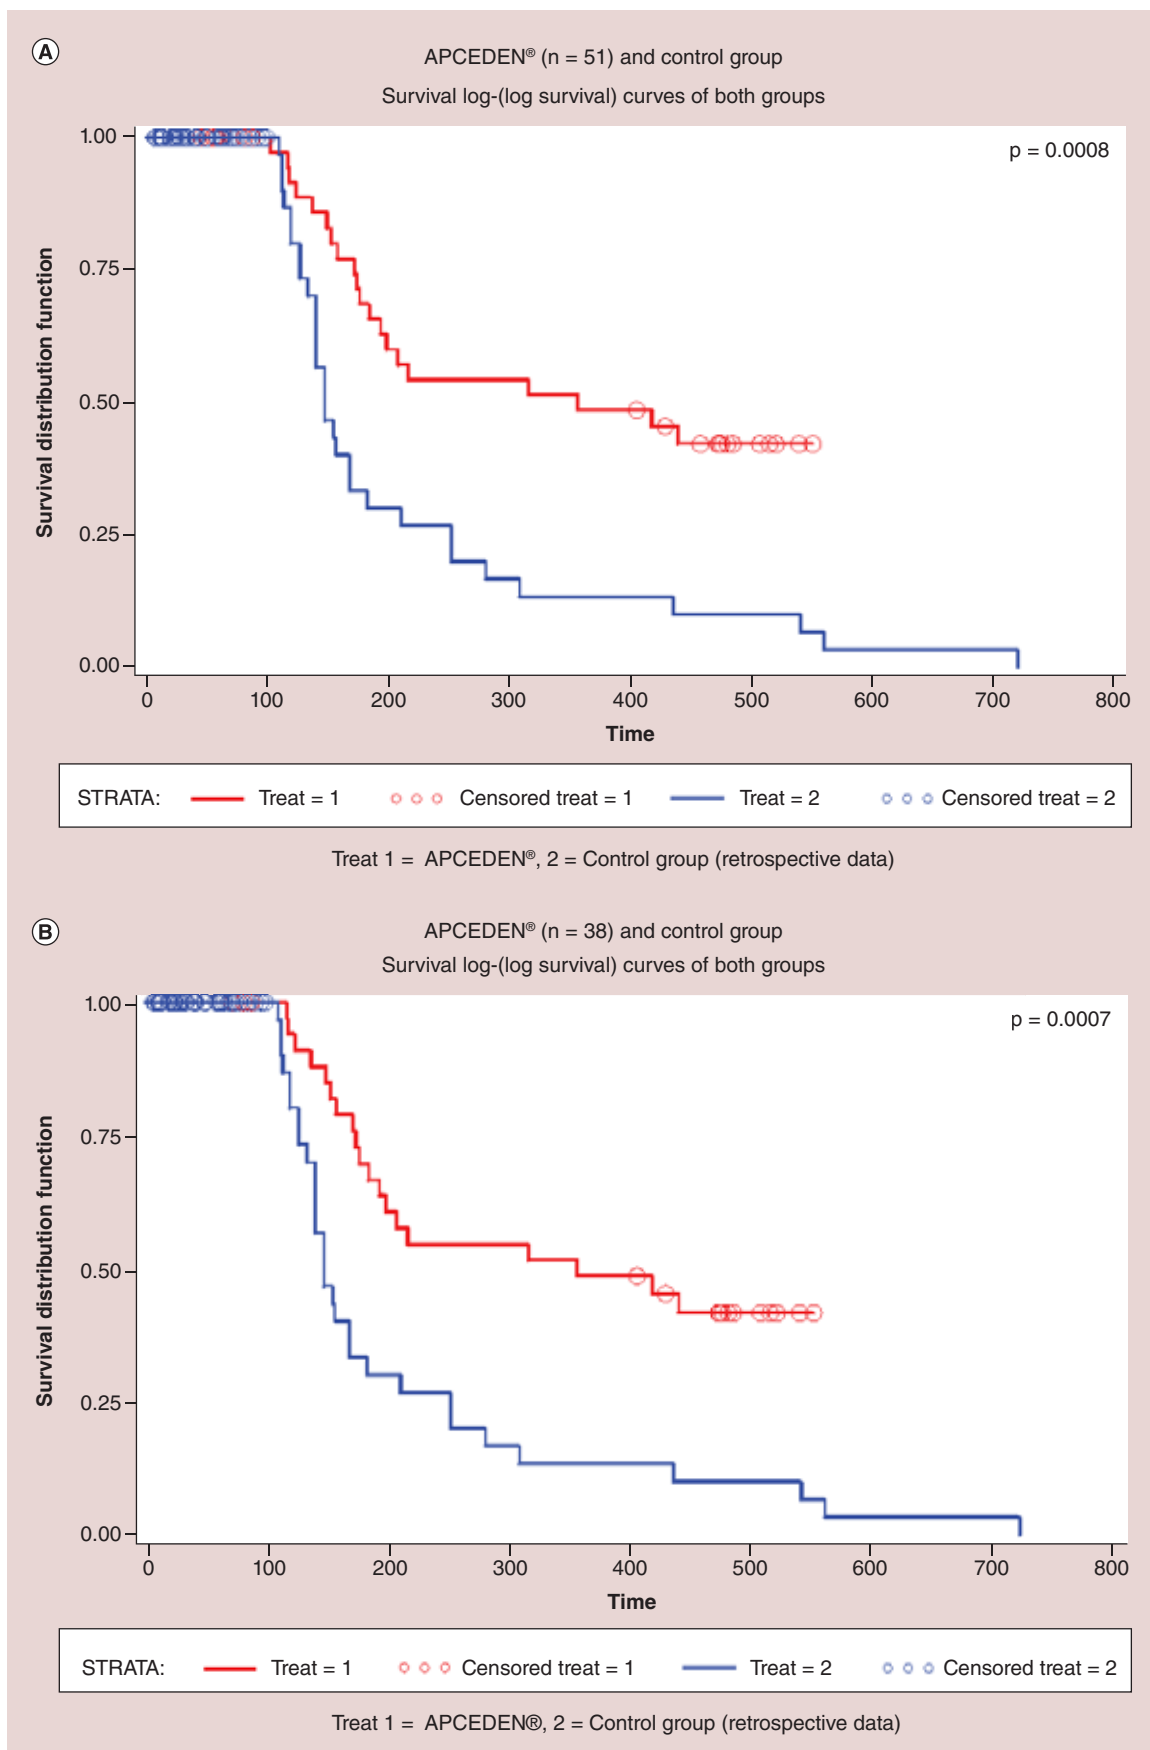 A
APCEDEN® (n = 51) and control group
Survival log-(log survival) curves of both groups
p = 0.0008
Survival distribution function
1.00
0.75
0.50
0.25
0.00
0 100 200 300 400 500 600 700 800
Time
STRATA: Treat = 1 Censored treat = 1 Treat = 2 Censored treat = 2
Treat 1 = APCEDEN®, 2 = Control group (retrospective data)
B
APCEDEN® (n = 38) and control group
Survival log-(log survival) curves of both groups
p = 0.0007
Survival distribution function
1.00
0.75
0.50
0.25
0.00
0 100 200 300 400 500 600 700 800
Time
STRATA: Treat = 1 Censored treat = 1 Treat = 2 Censored treat = 2
Treat 1 = APCEDEN®, 2 = Control group (retrospective data)